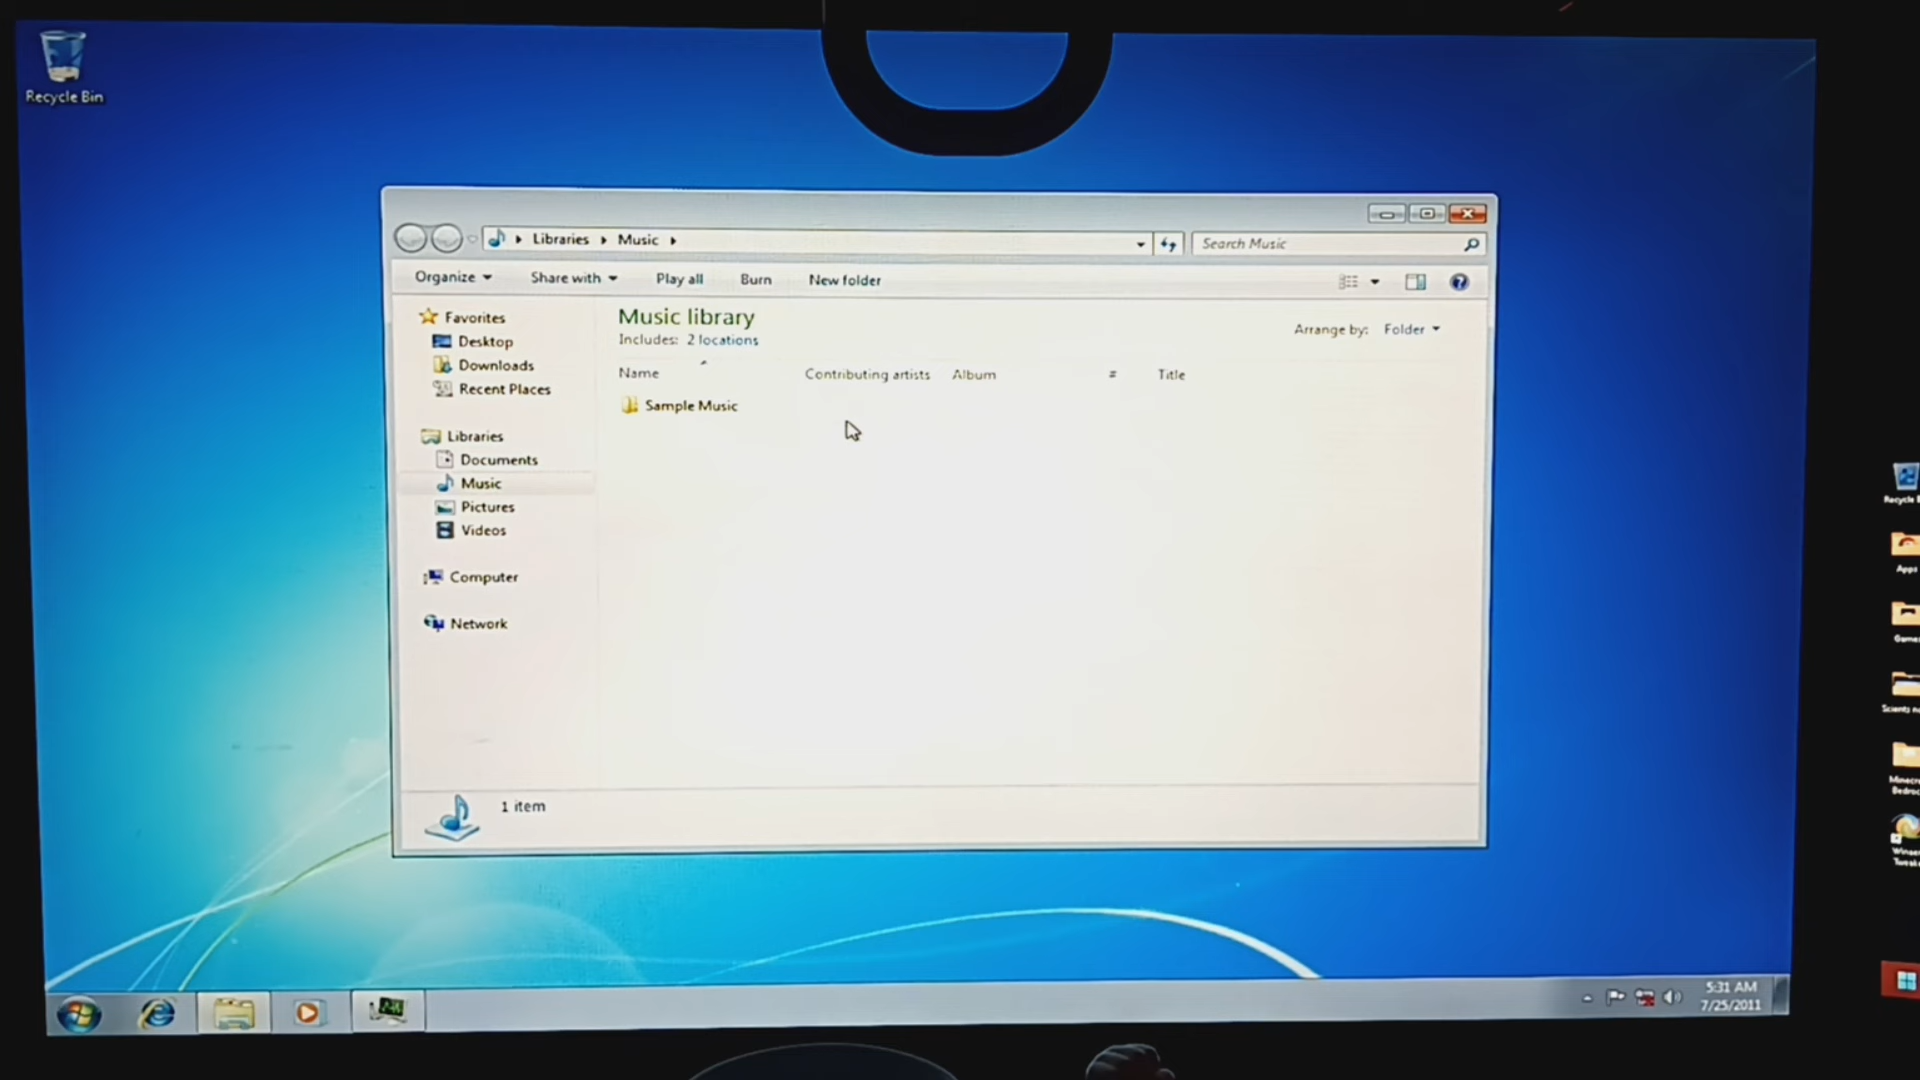 Recycle Bin
Libraries
Music
Search Music
Organize
Share with
Play all
Burn
New folder
Favorites
Desktop
Downloads
Recent Places
Libraries
Documents
Music
Pictures
Videos
Computer
Network
Music library
Includes: 2 locations
Arrange by: Folder
Name
Contributing artists
Album
#
Title
Sample Music
1 item
5:31 AM
7/25/2011
Recycle
Apps